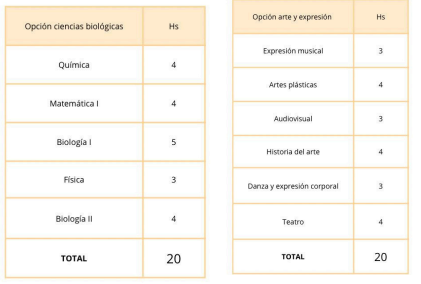 Opción ciencias biológicas Hs
Química 4
Matemática I 4
Biología I 5
Física 3
Biología II 4
TOTAL 20
Opción arte y expresión Hs
Expresión musical 3
Artes plásticas 4
Audiovisual 3
Historia del arte 4
Danza y expresión corporal 3
Teatro 4
TOTAL 20